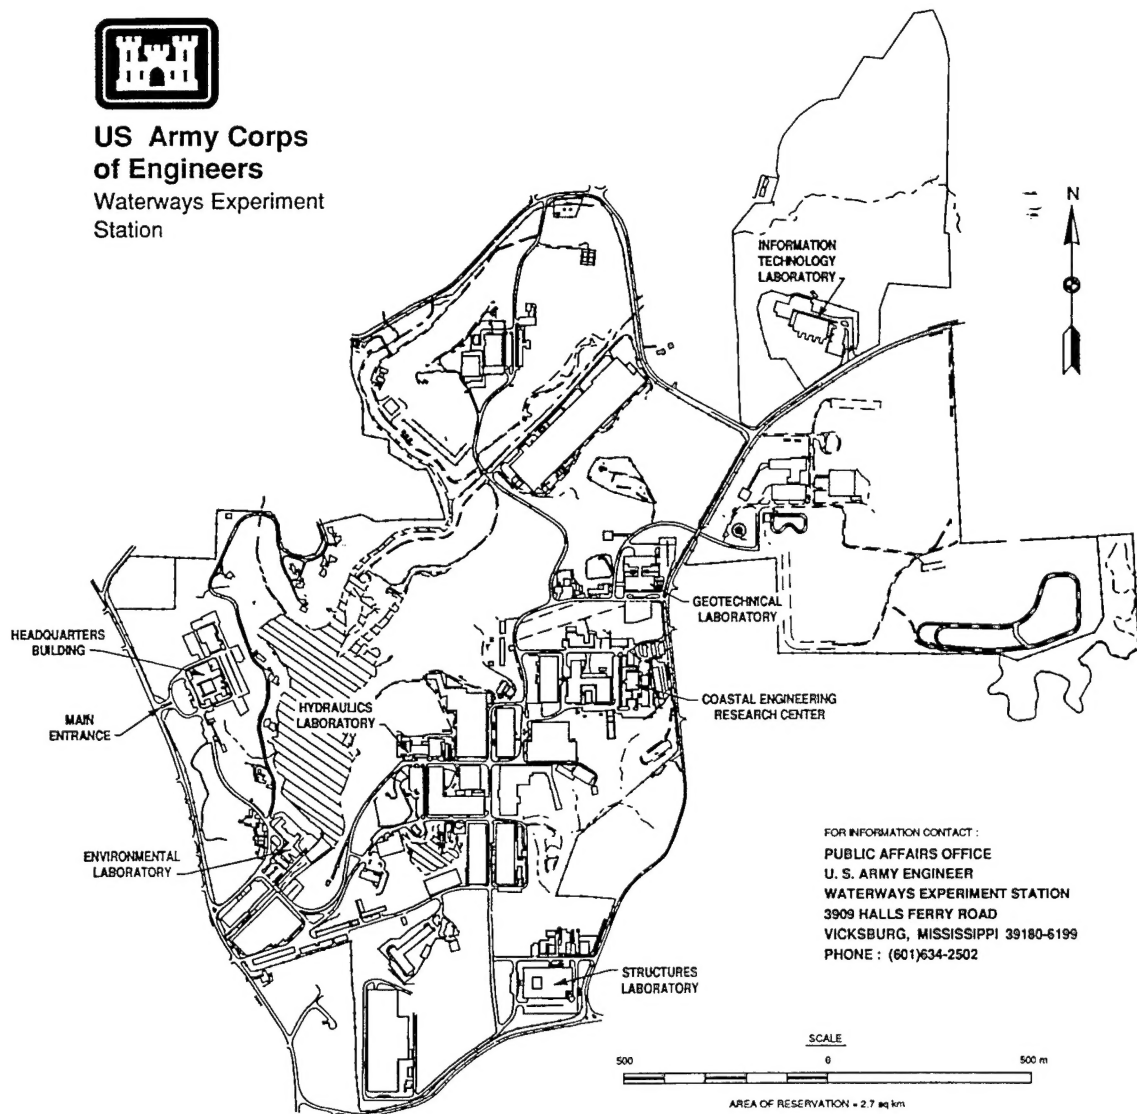 US Army Corps
of Engineers
Waterways Experiment
Station
N
INFORMATION
TECHNOLOGY
LABORATORY
HEADQUARTERS
BUILDING
MAIN
ENTRANCE
HYDRAULICS
LABORATORY
GEOTECHNICAL
LABORATORY
COASTAL ENGINEERING
RESEARCH CENTER
ENVIRONMENTAL
LABORATORY
STRUCTURES
LABORATORY
FOR INFORMATION CONTACT :
PUBLIC AFFAIRS OFFICE
U. S. ARMY ENGINEER
WATERWAYS EXPERIMENT STATION
3909 HALLS FERRY ROAD
VICKSBURG, MISSISSIPPI 39180-6199
PHONE : (601)634-2502
SCALE
500 0 500 m
AREA OF RESERVATION = 2.7 sq km